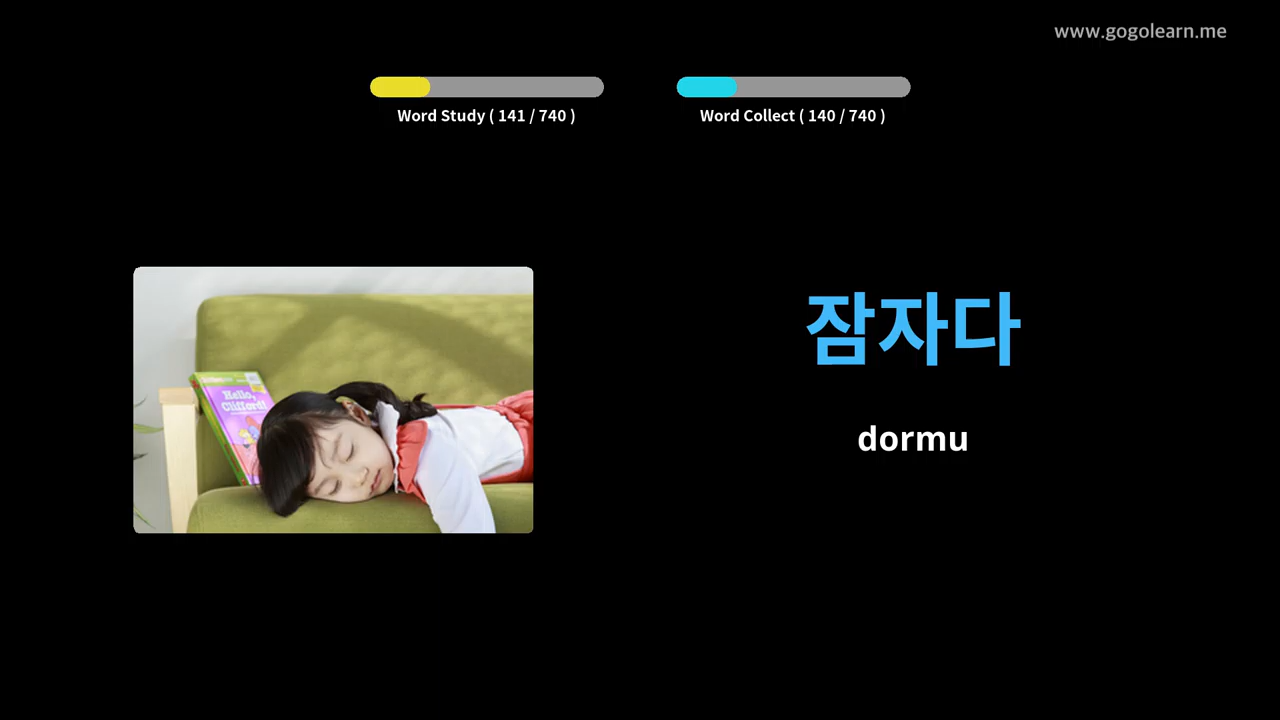 www.gogolearn.me
Word Study ( 141 / 740 )
Word Collect ( 140 / 740 )
Hello,
Clifford!
잠자다
dormu